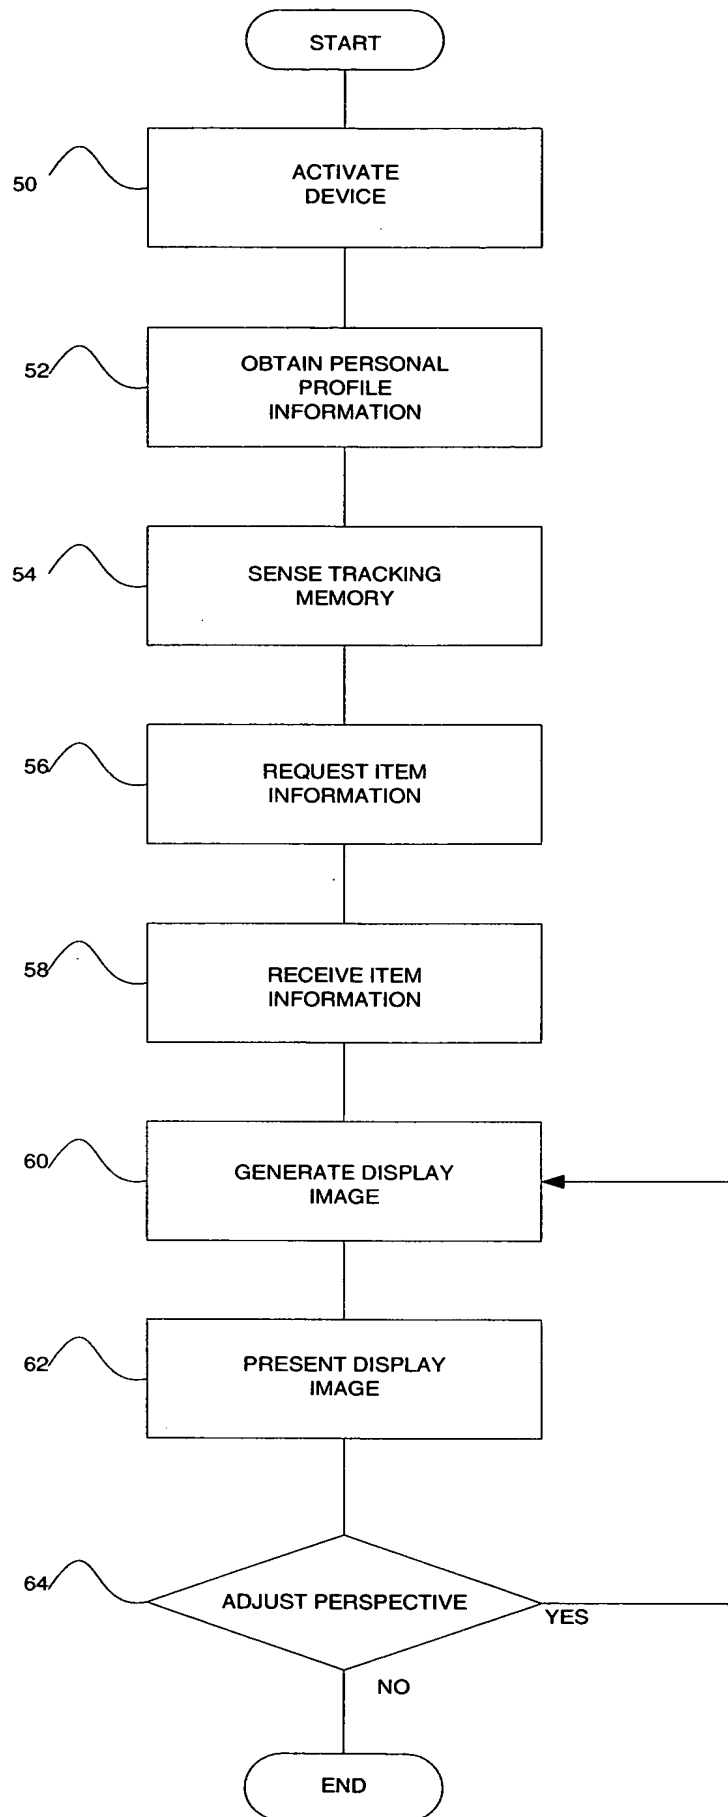 START
50
ACTIVATE
DEVICE
52
OBTAIN PERSONAL
PROFILE
INFORMATION
54
SENSE TRACKING
MEMORY
56
REQUEST ITEM
INFORMATION
58
RECEIVE ITEM
INFORMATION
60
GENERATE DISPLAY
IMAGE
62
PRESENT DISPLAY
IMAGE
64
ADJUST PERSPECTIVE
YES
NO
END